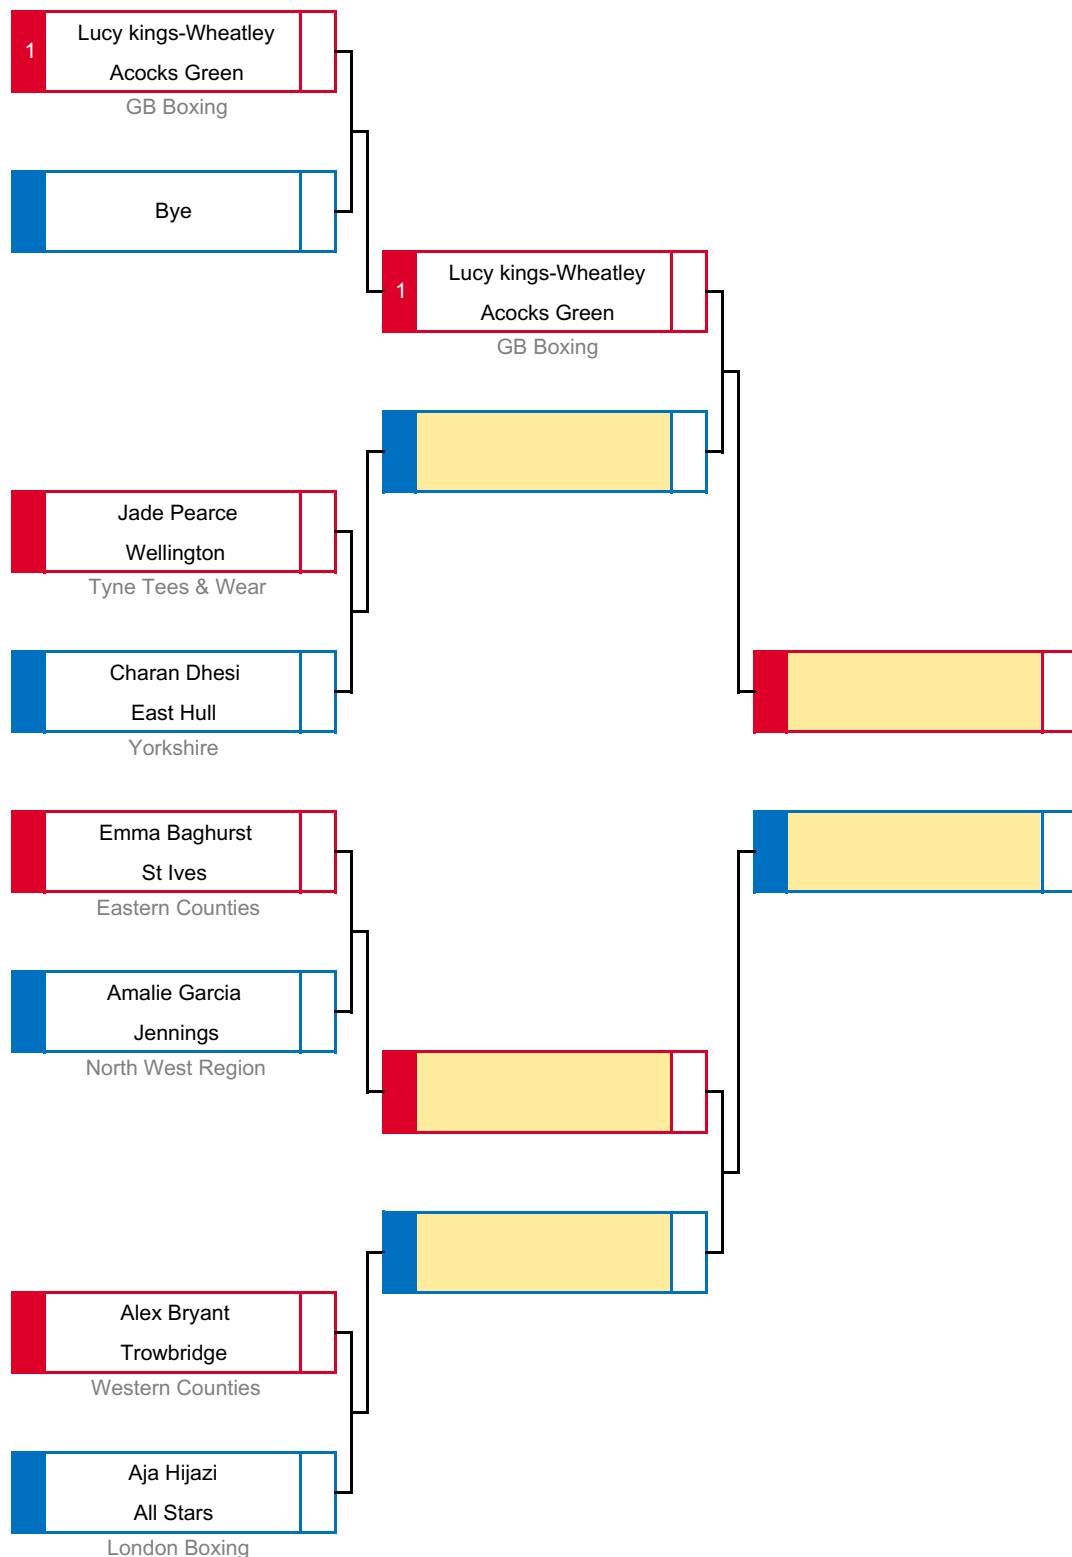 1
Lucy kings-Wheatley
Acocks Green
GB Boxing
Bye
1
Lucy kings-Wheatley
Acocks Green
GB Boxing
Jade Pearce
Wellington
Tyne Tees & Wear
Charan Dhesi
East Hull
Yorkshire
Emma Baghurst
St Ives
Eastern Counties
Amalie Garcia
Jennings
North West Region
Alex Bryant
Trowbridge
Western Counties
Aja Hijazi
All Stars
London Boxing